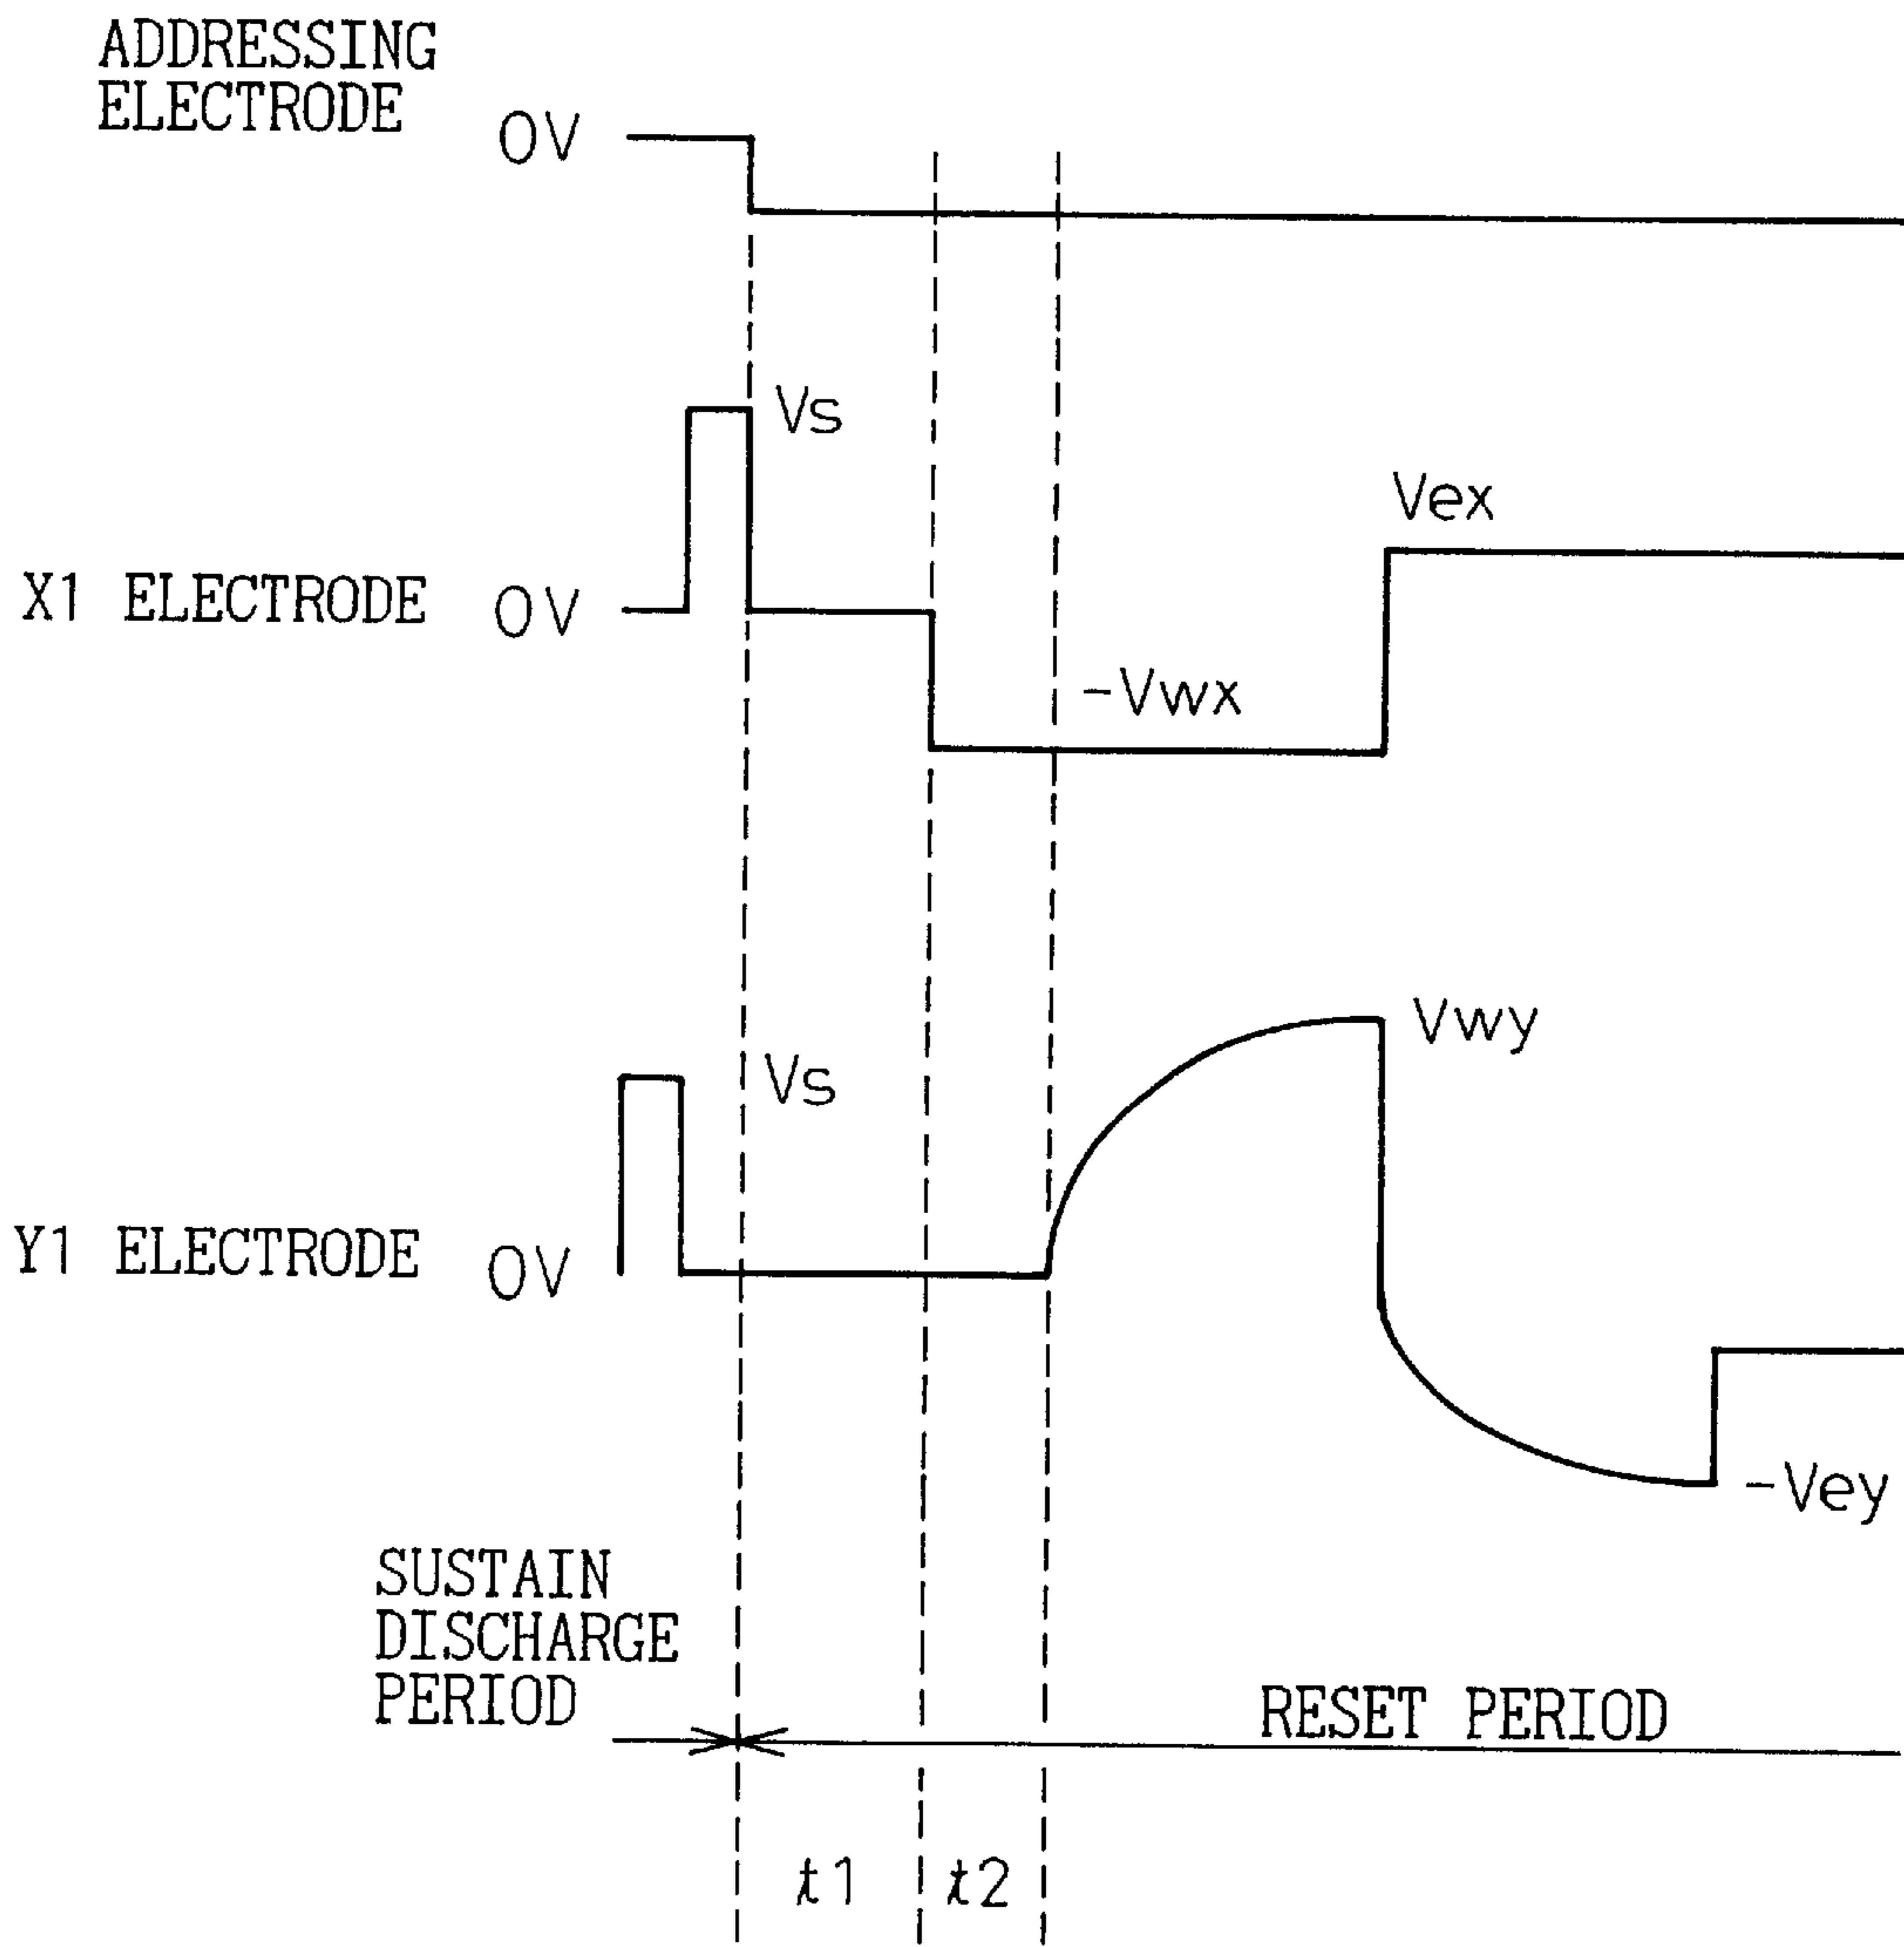 ADDRESSING
ELECTRODE
0V
Vs
Vex
X1 ELECTRODE 0V
-Vwx
Vwy
Vs
Y1 ELECTRODE 0V
-Vey
SUSTAIN
DISCHARGE
PERIOD
RESET PERIOD
t1 t2